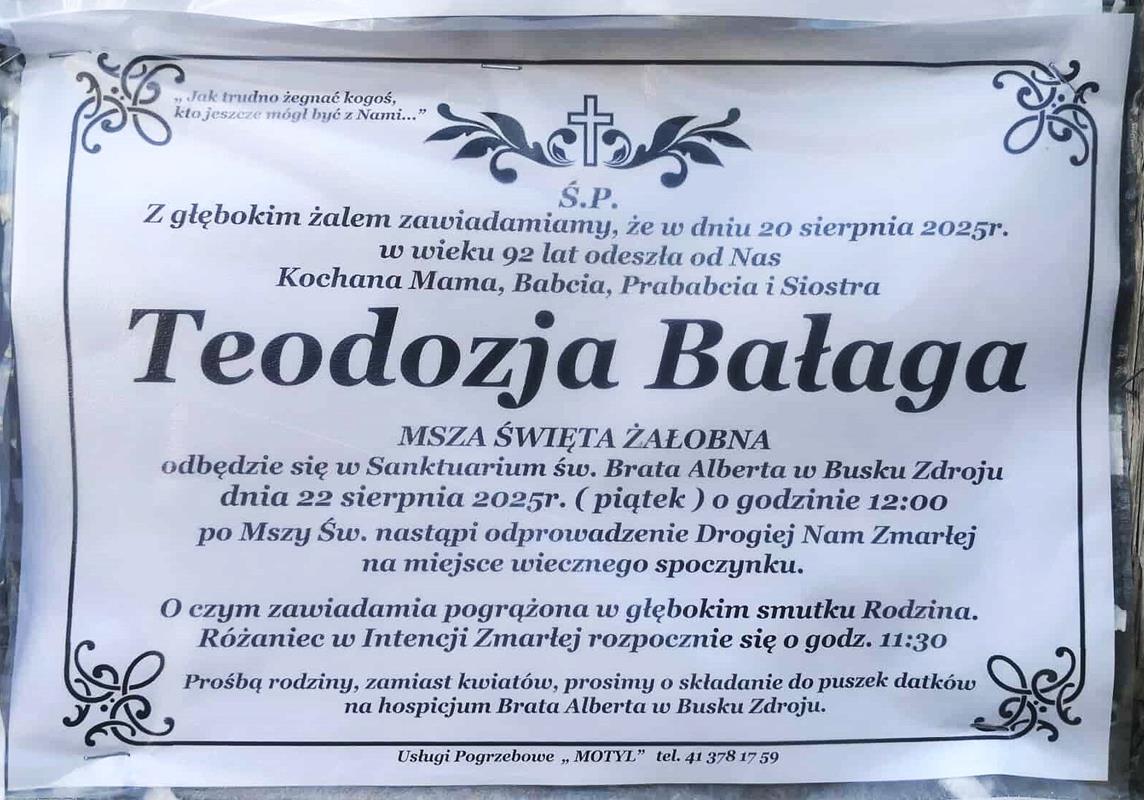 „Jak trudno żegnać kogoś,
kto jeszcze mógł być z Nami...”
Ś.P.
Z głębokim żalem zawiadamiamy, że w dniu 20 sierpnia 2025r.
w wieku 92 lat odeszła od Nas
Kochana Mama, Babcia, Prababcia i Siostra
Teodozja Bałaga
MSZA ŚWIĘTA ŻAŁOBNA
odbędzie się w Sanktuarium św. Brata Alberta w Busku Zdroju
dnia 22 sierpnia 2025r. ( piątek ) o godzinie 12:00
po Mszy Św. nastąpi odprowadzenie Drogiej Nam Zmarłej
na miejsce wiecznego spoczynku.
O czym zawiadamia pogrążona w głębokim smutku Rodzina.
Różaniec w Intencji Zmarłej rozpocznie się o godz. 11:30
Prośbą rodziny, zamiast kwiatów, prosimy o składanie do puszek datków
na hospicjum Brata Alberta w Busku Zdroju.
Usługi Pogrzebowe „ MOTYL” tel. 41 378 17 59